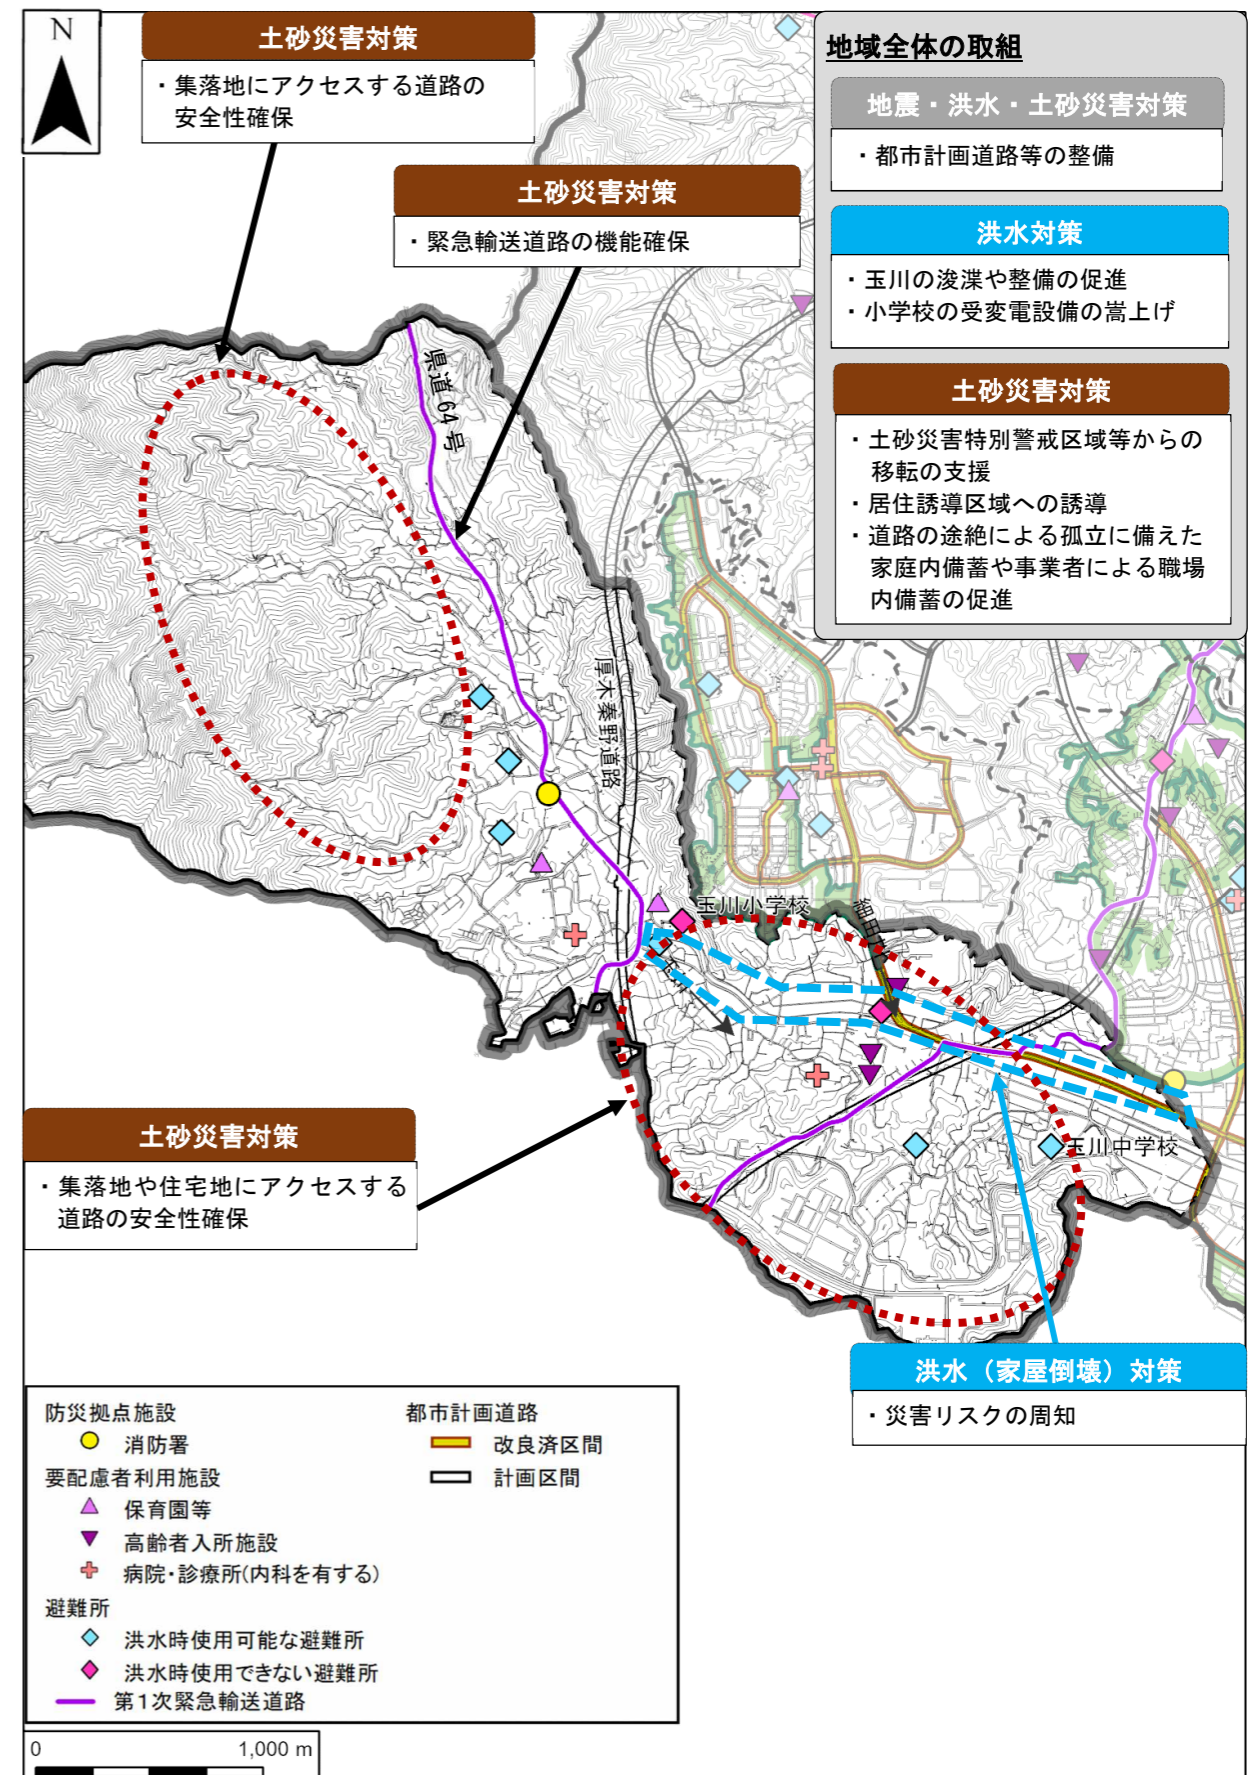 N
土砂災害対策
・集落地にアクセスする道路の
安全性確保
土砂災害対策
・緊急輸送道路の機能確保
地域全体の取組
地震・洪水・土砂災害対策
・都市計画道路等の整備
洪水対策
・玉川の浚渫や整備の促進
・小学校の受変電設備の嵩上げ
土砂災害対策
・土砂災害特別警戒区域等からの
移転の支援
・居住誘導区域への誘導
・道路の途絶による孤立に備えた
家庭内備蓄や事業者による職場
内備蓄の促進
県道 64 号
厚木秦野道路
玉川小学校
玉川中学校
土砂災害対策
・集落地や住宅地にアクセスする
道路の安全性確保
洪水（家屋倒壊）対策
・災害リスクの周知
防災拠点施設
消防署
要配慮者利用施設
保育園等
高齢者入所施設
病院・診療所(内科を有する)
避難所
洪水時使用可能な避難所
洪水時使用できない避難所
第１次緊急輸送道路
都市計画道路
改良済区間
計画区間
0 1,000 m